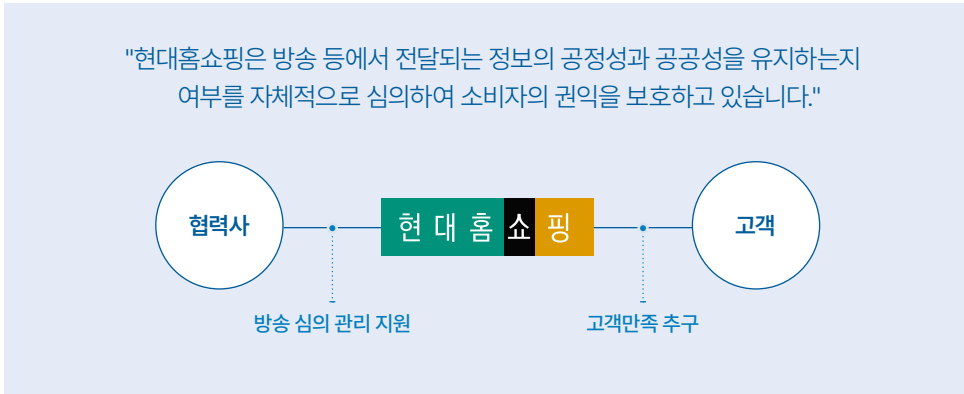 "현대홈쇼핑은 방송 등에서 전달되는 정보의 공정성과 공공성을 유지하는지
여부를 자체적으로 심의하여 소비자의 권익을 보호하고 있습니다."
협력사
현대홈쇼핑
고객
방송 심의 관리 지원
고객만족 추구